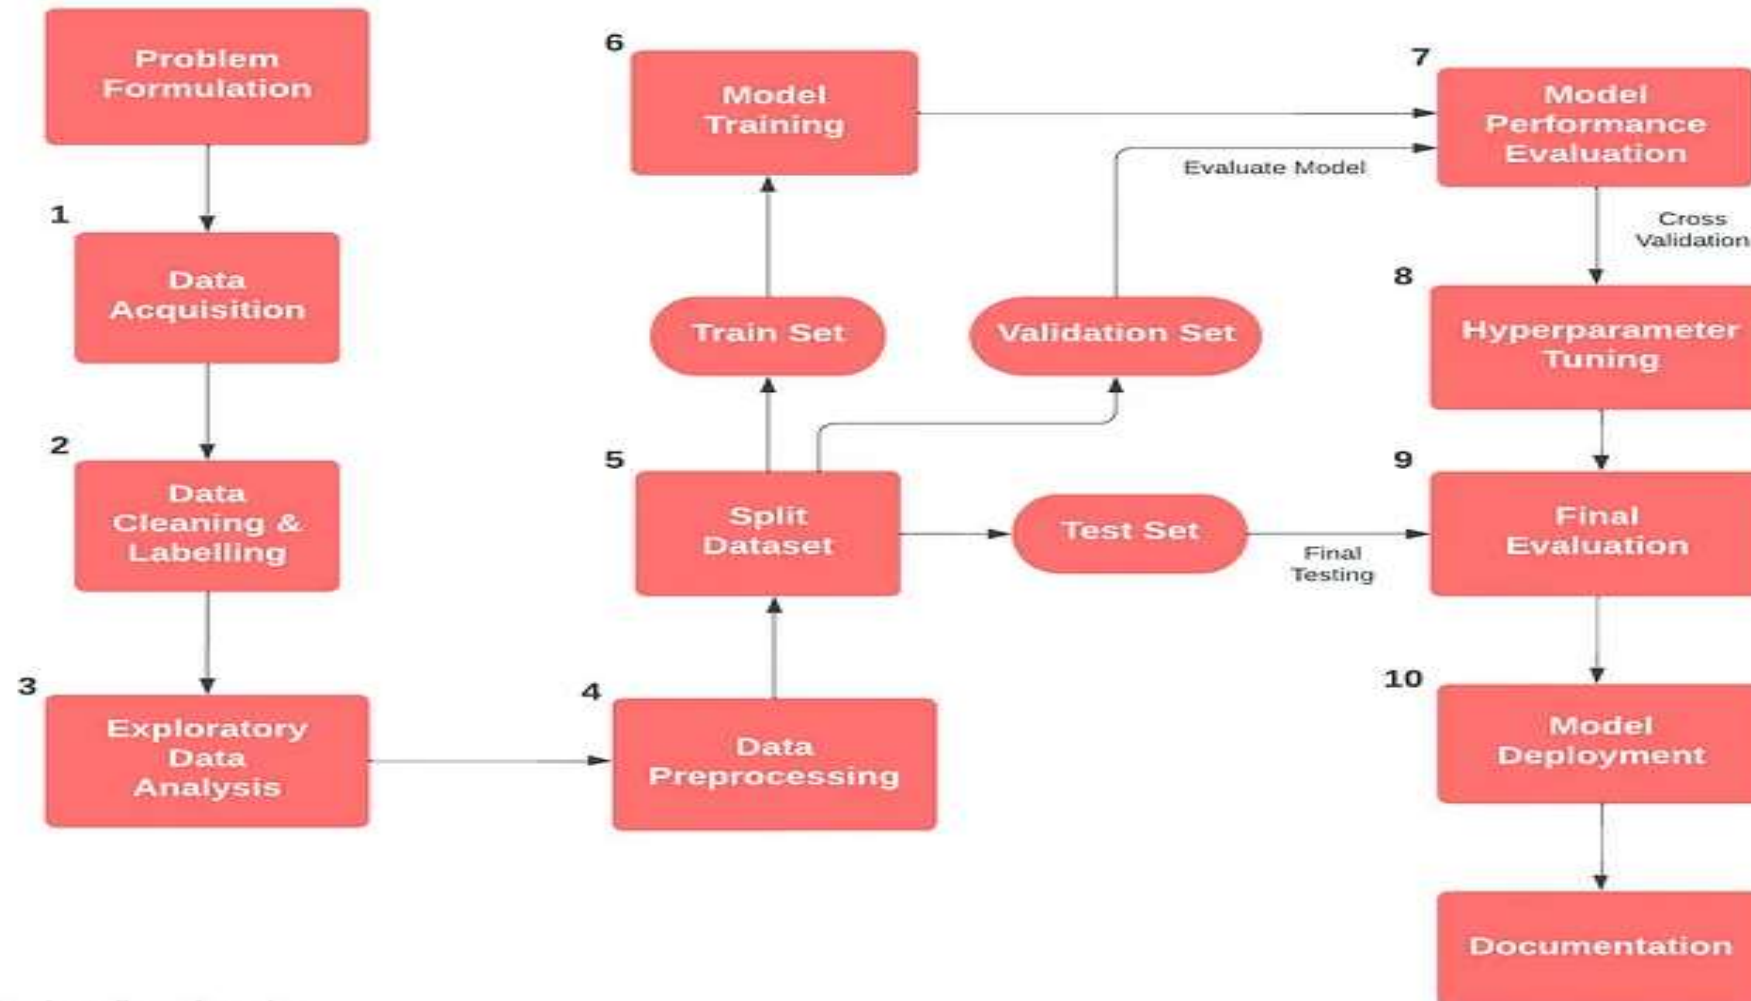 Problem
Formulation
1
Data
Acquisition
2
Data
Cleaning &
Labelling
3
Exploratory
Data
Analysis
4
Data
Preprocessing
5
Split
Dataset
Train Set
Validation Set
Test Set
6
Model
Training
Evaluate Model
Final
Testing
7
Model
Performance
Evaluation
Cross
Validation
8
Hyperparameter
Tuning
9
Final
Evaluation
10
Model
Deployment
Documentation